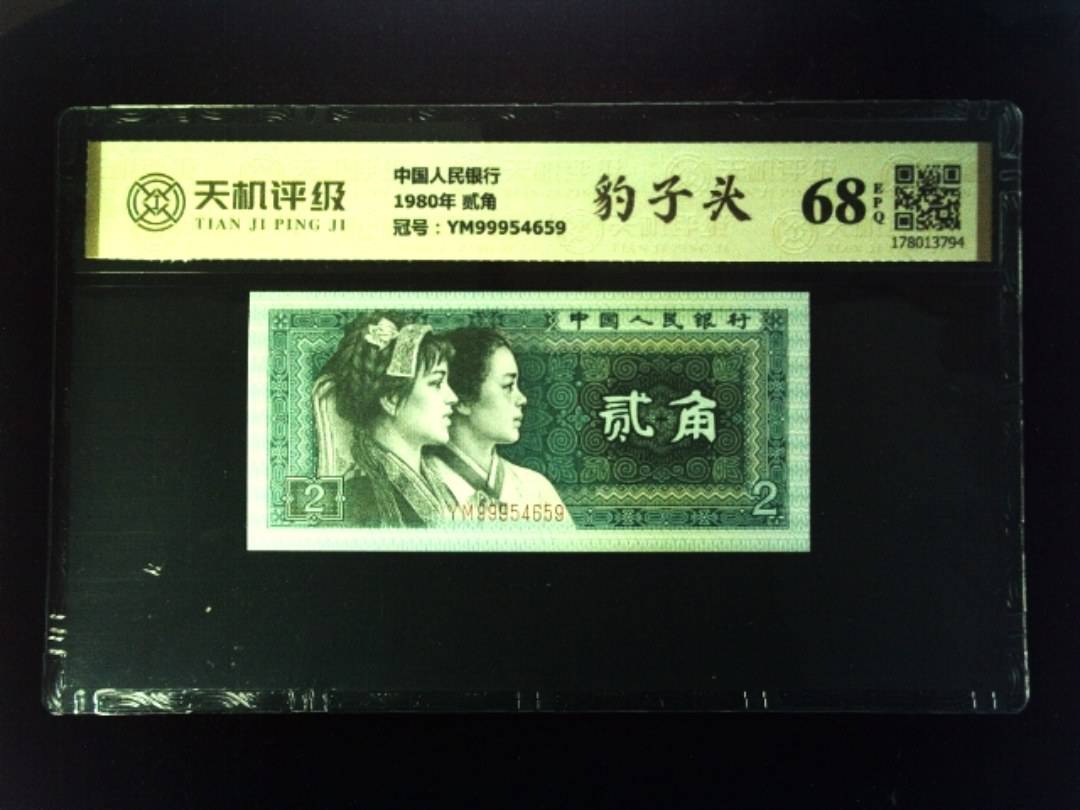 天机评级
TIAN JI PING JI
中国人民银行
1980年 贰角
冠号：YM99954659
豹子头
68
EPQ
178013794
中国人民银行
贰角
2
2
YM99954659